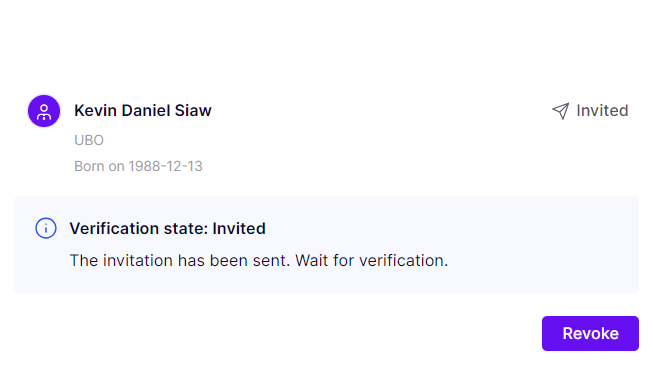 Kevin Daniel Siaw
Invited
UBO
Born on 1988-12-13
Verification state: Invited
The invitation has been sent. Wait for verification.
Revoke